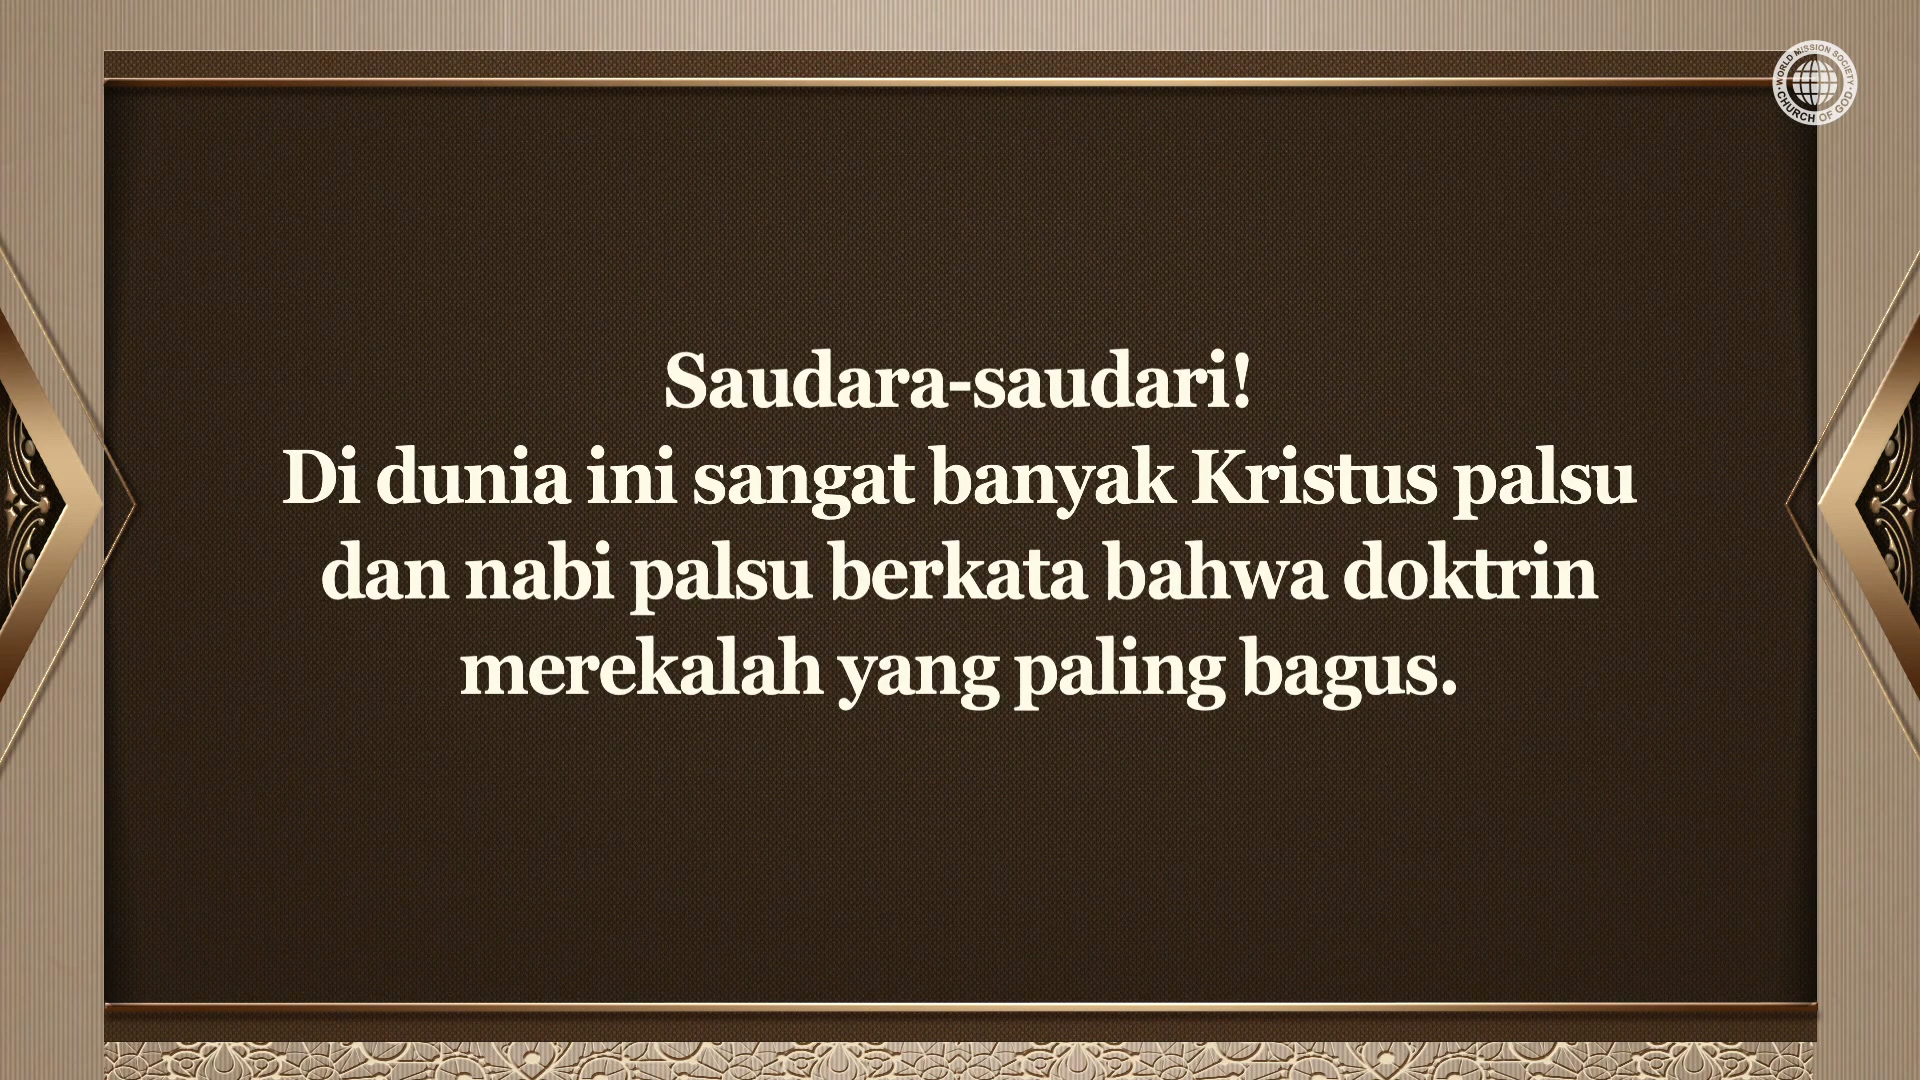 WORLD MISSION SOCIETY
CHURCH OF GOD
Saudara-saudari!
Di dunia ini sangat banyak Kristus palsu
dan nabi palsu berkata bahwa doktrin
merekalah yang paling bagus.